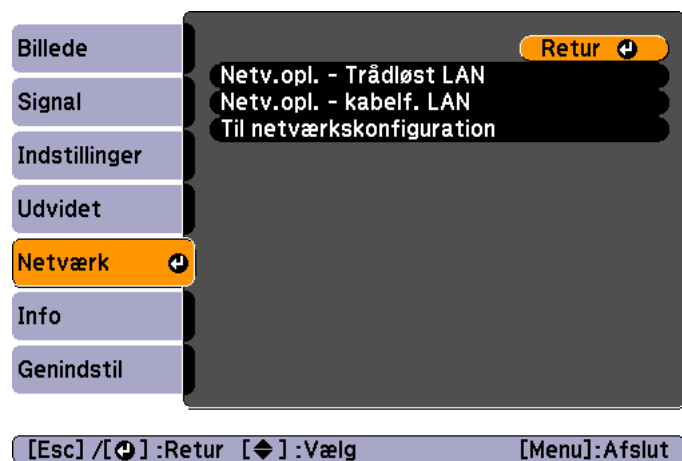 Billede
Signal
Indstillinger
Udvidet
Netværk
Info
Genindstil
Retur
Netv.opl. - Trådløst LAN
Netv.opl. - kabelf. LAN
Til netværkskonfiguration
[Esc] /[⏎] :Retur [◆] :Vælg [Menu]:Afslut